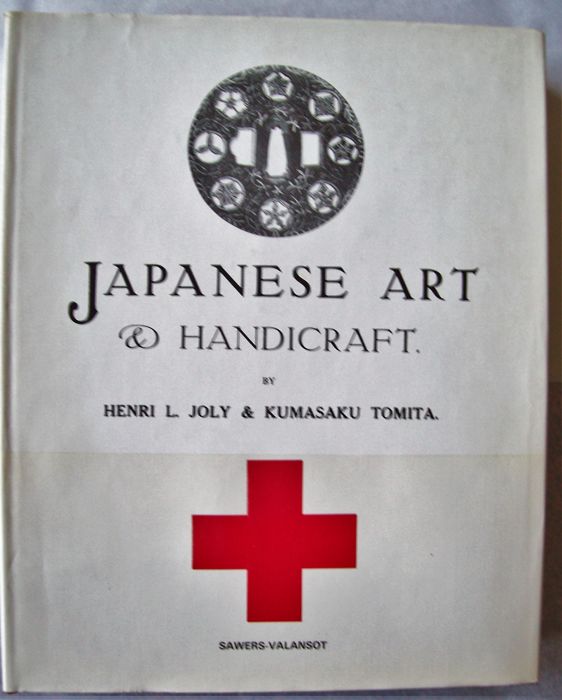 JAPANESE ART
& HANDICRAFT.
BY
HENRI L. JOLY & KUMASAKU TOMITA.
SAWERS-VALANSOT